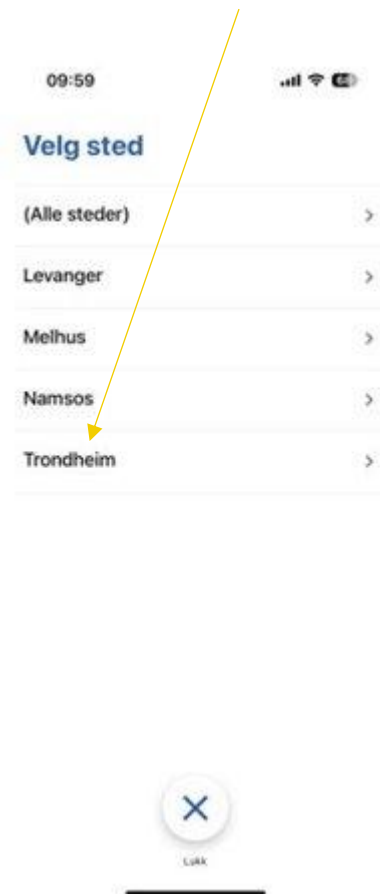 09:59
Velg sted
(Alle steder)
Levanger
Melhus
Namsos
Trondheim
Lukk